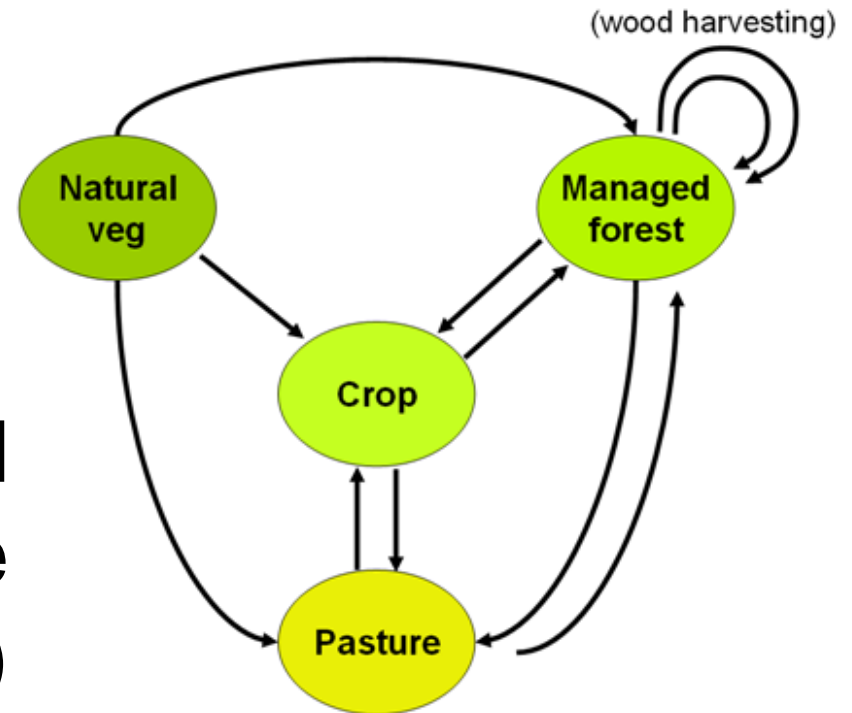 (wood harvesting)
Natural
veg
Managed
forest
Crop
Pasture
e
)